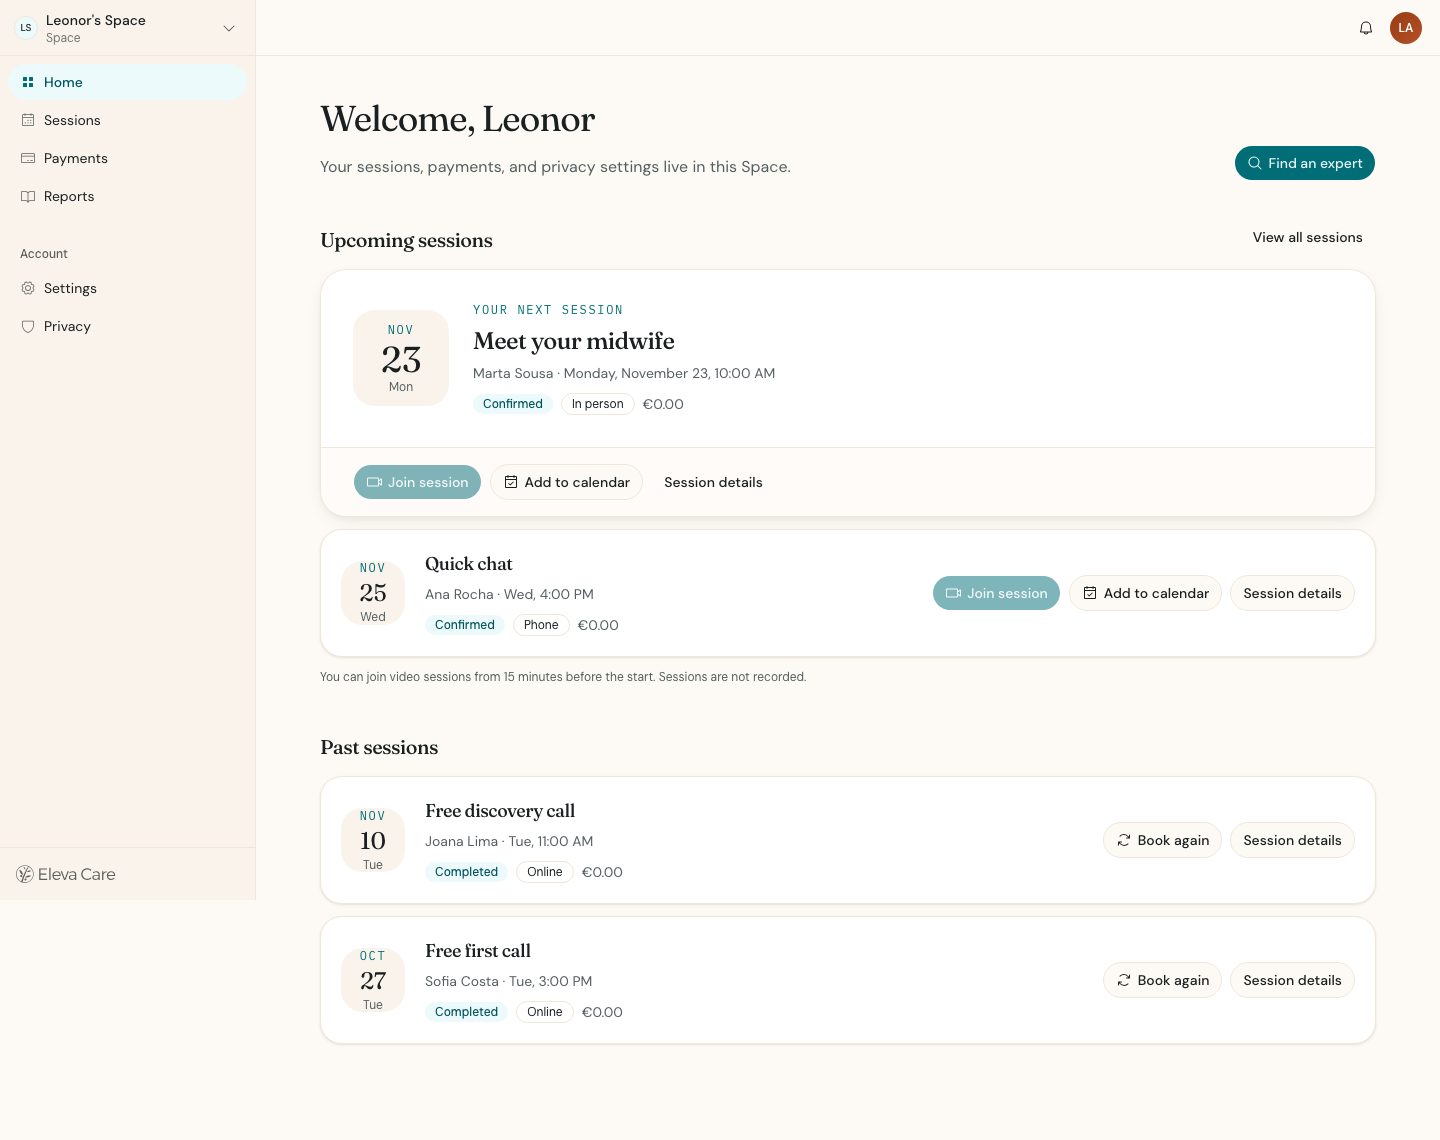 LS
Leonor's Space
Space
LA
Home
Sessions
Payments
Reports
Account
Settings
Privacy
Eleva Care
Welcome, Leonor
Your sessions, payments, and privacy settings live in this Space.
Find an expert
Upcoming sessions
View all sessions
NOV
23
Mon
YOUR NEXT SESSION
Meet your midwife
Marta Sousa · Monday, November 23, 10:00 AM
Confirmed In person €0.00
Join session Add to calendar Session details
NOV
25
Wed
Quick chat
Ana Rocha · Wed, 4:00 PM
Confirmed Phone €0.00
Join session Add to calendar Session details
You can join video sessions from 15 minutes before the start. Sessions are not recorded.
Past sessions
NOV
10
Tue
Free discovery call
Joana Lima · Tue, 11:00 AM
Completed Online €0.00
Book again Session details
OCT
27
Tue
Free first call
Sofia Costa · Tue, 3:00 PM
Completed Online €0.00
Book again Session details